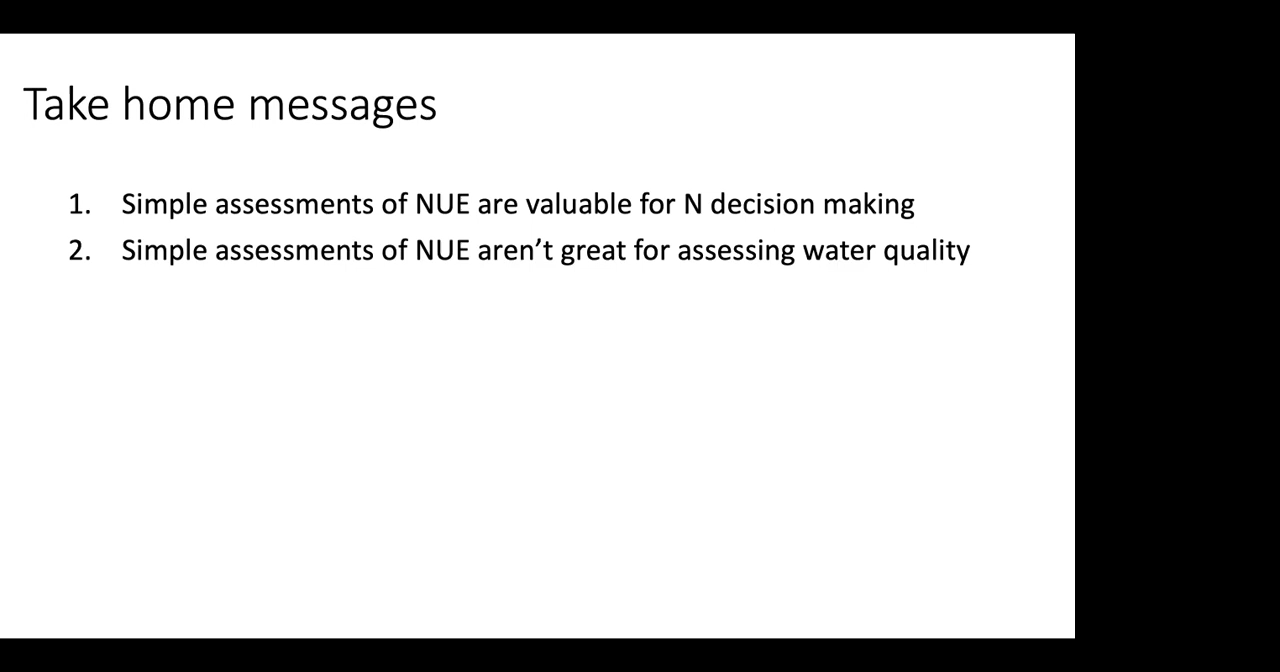 Take home messages
1. Simple assessments of NUE are valuable for N decision making
2. Simple assessments of NUE aren’t great for assessing water quality